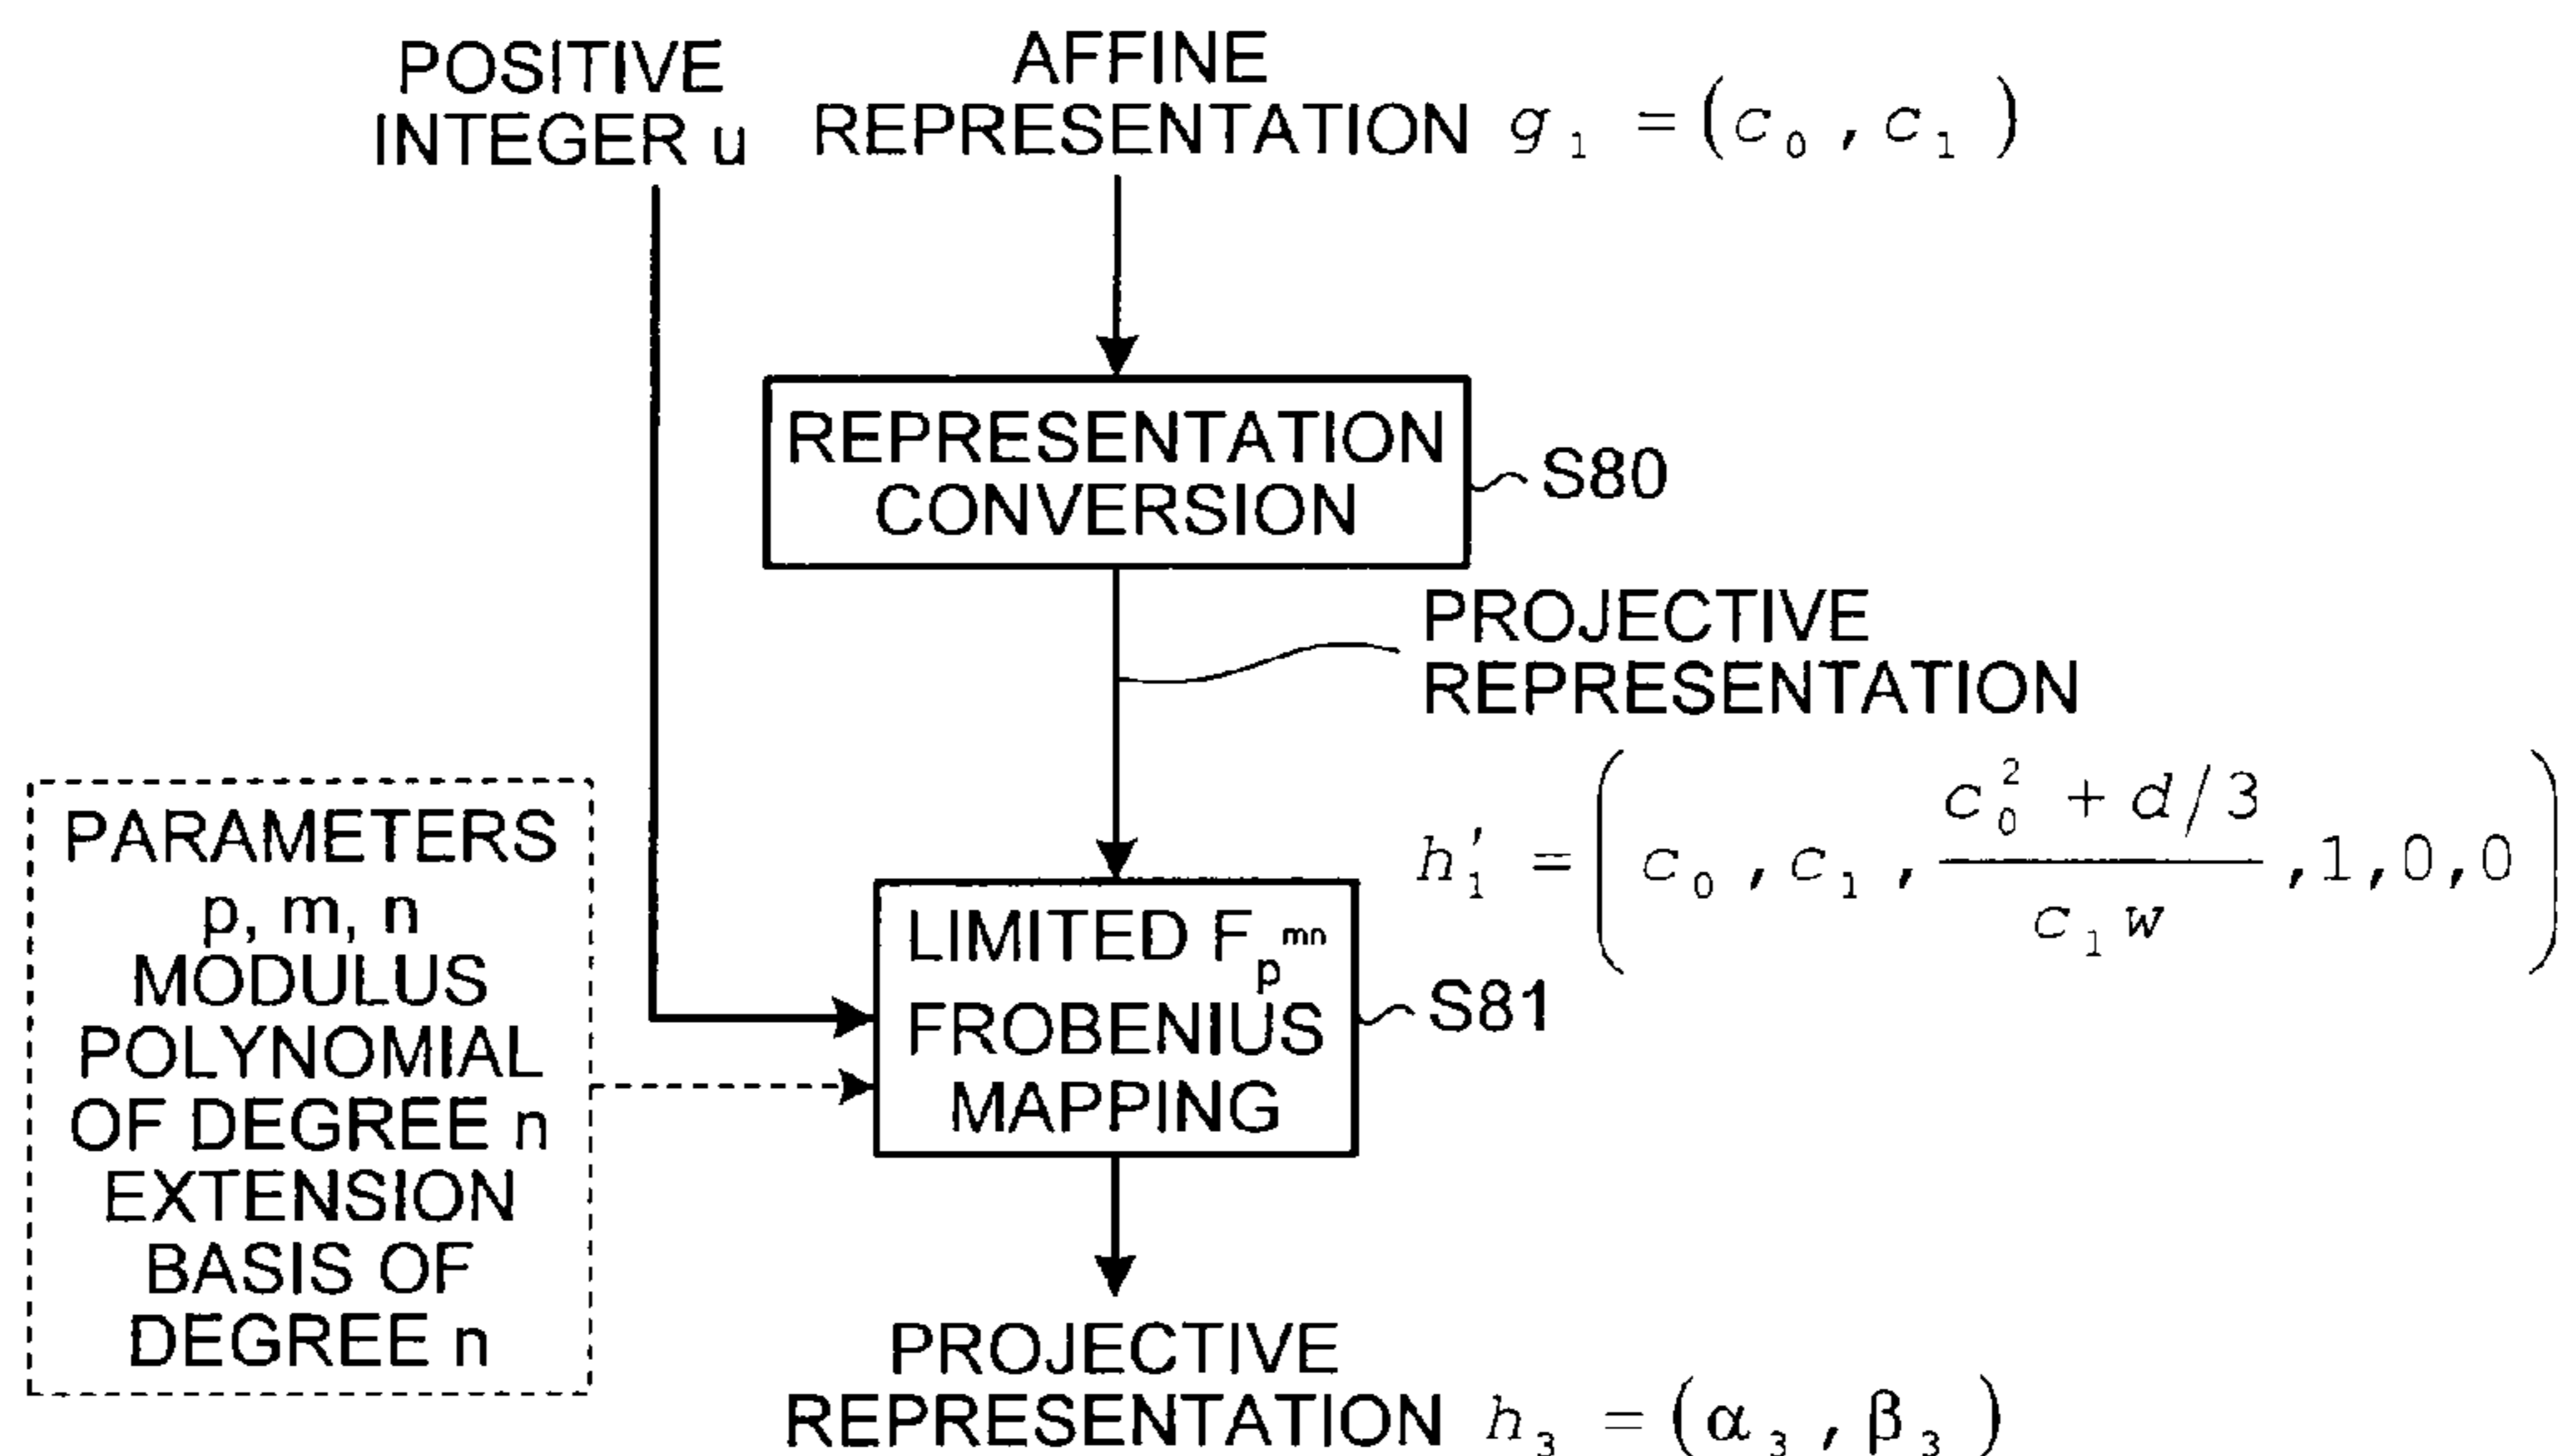 POSITIVE
INTEGER u
AFFINE
REPRESENTATION g₁ = (c₀, c₁)
REPRESENTATION
CONVERSION
S80
PROJECTIVE
REPRESENTATION
h′₁ = (c₀, c₁, (c₀² + d/3)/(c₁w), 1, 0, 0)
PARAMETERS
p, m, n
MODULUS
POLYNOMIAL
OF DEGREE n
EXTENSION
BASIS OF
DEGREE n
LIMITED F_p^mn
FROBENIUS
MAPPING
S81
PROJECTIVE
REPRESENTATION h₃ = (α₃, β₃)